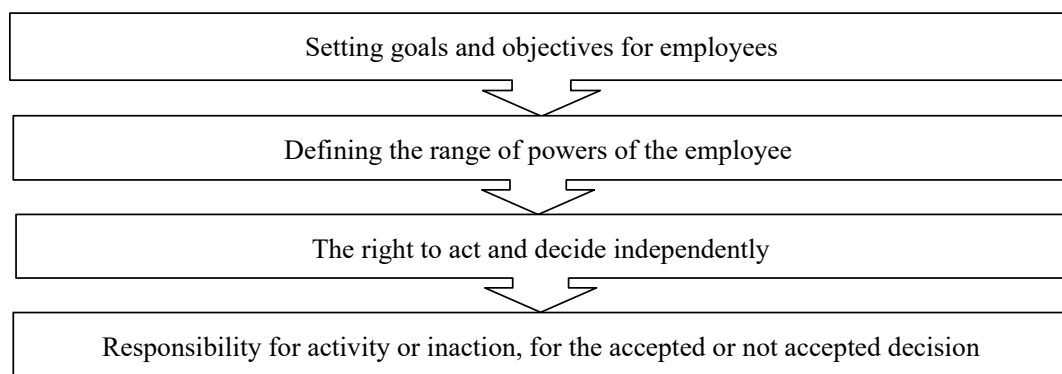 Setting goals and objectives for employees
Defining the range of powers of the employee
The right to act and decide independently
Responsibility for activity or inaction, for the accepted or not accepted decision